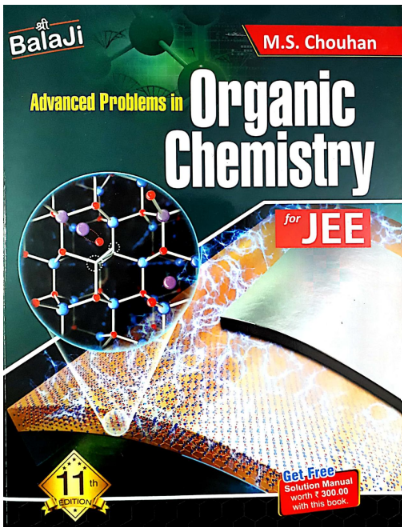 श्री
BalaJi
M.S. Chouhan
Advanced Problems in
Organic
Chemistry
for JEE
11th
EDITION
Get Free
Solution Manual
worth ₹ 300.00
with this book.